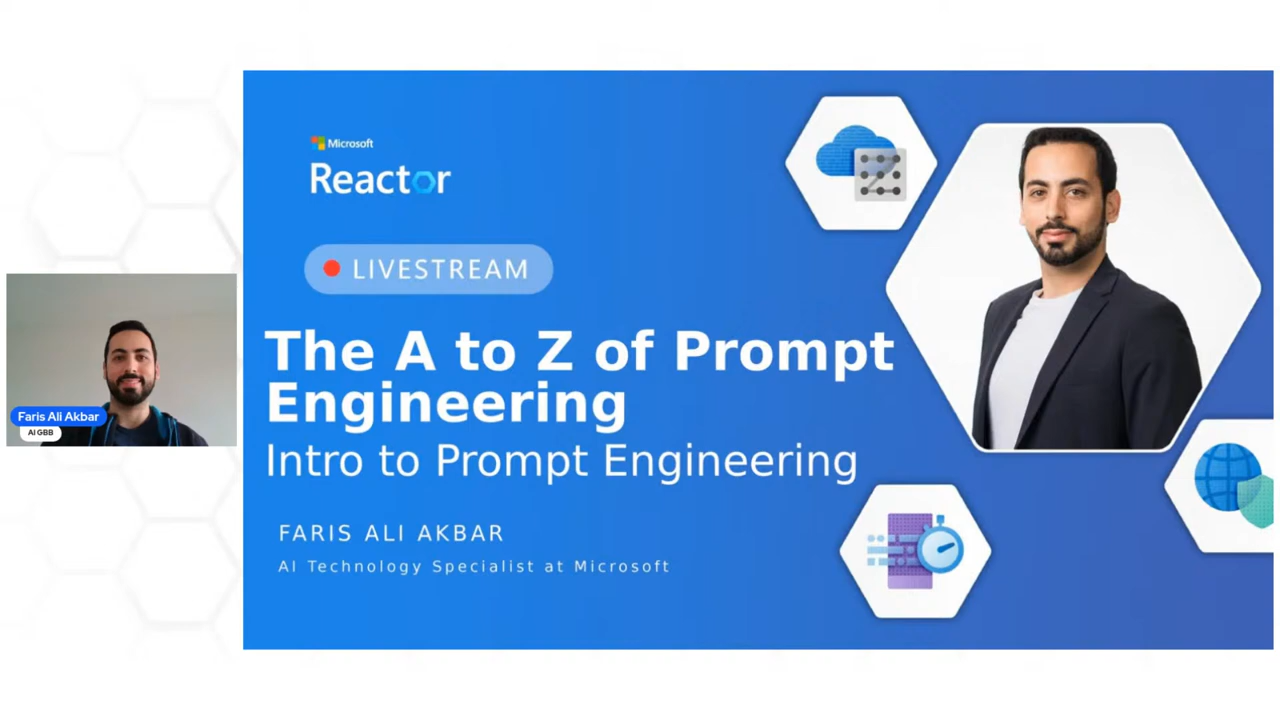 Microsoft
Reactor
LIVESTREAM
The A to Z of Prompt
Engineering
Intro to Prompt Engineering
FARIS ALI AKBAR
AI Technology Specialist at Microsoft
Faris Ali Akbar
AI GBB